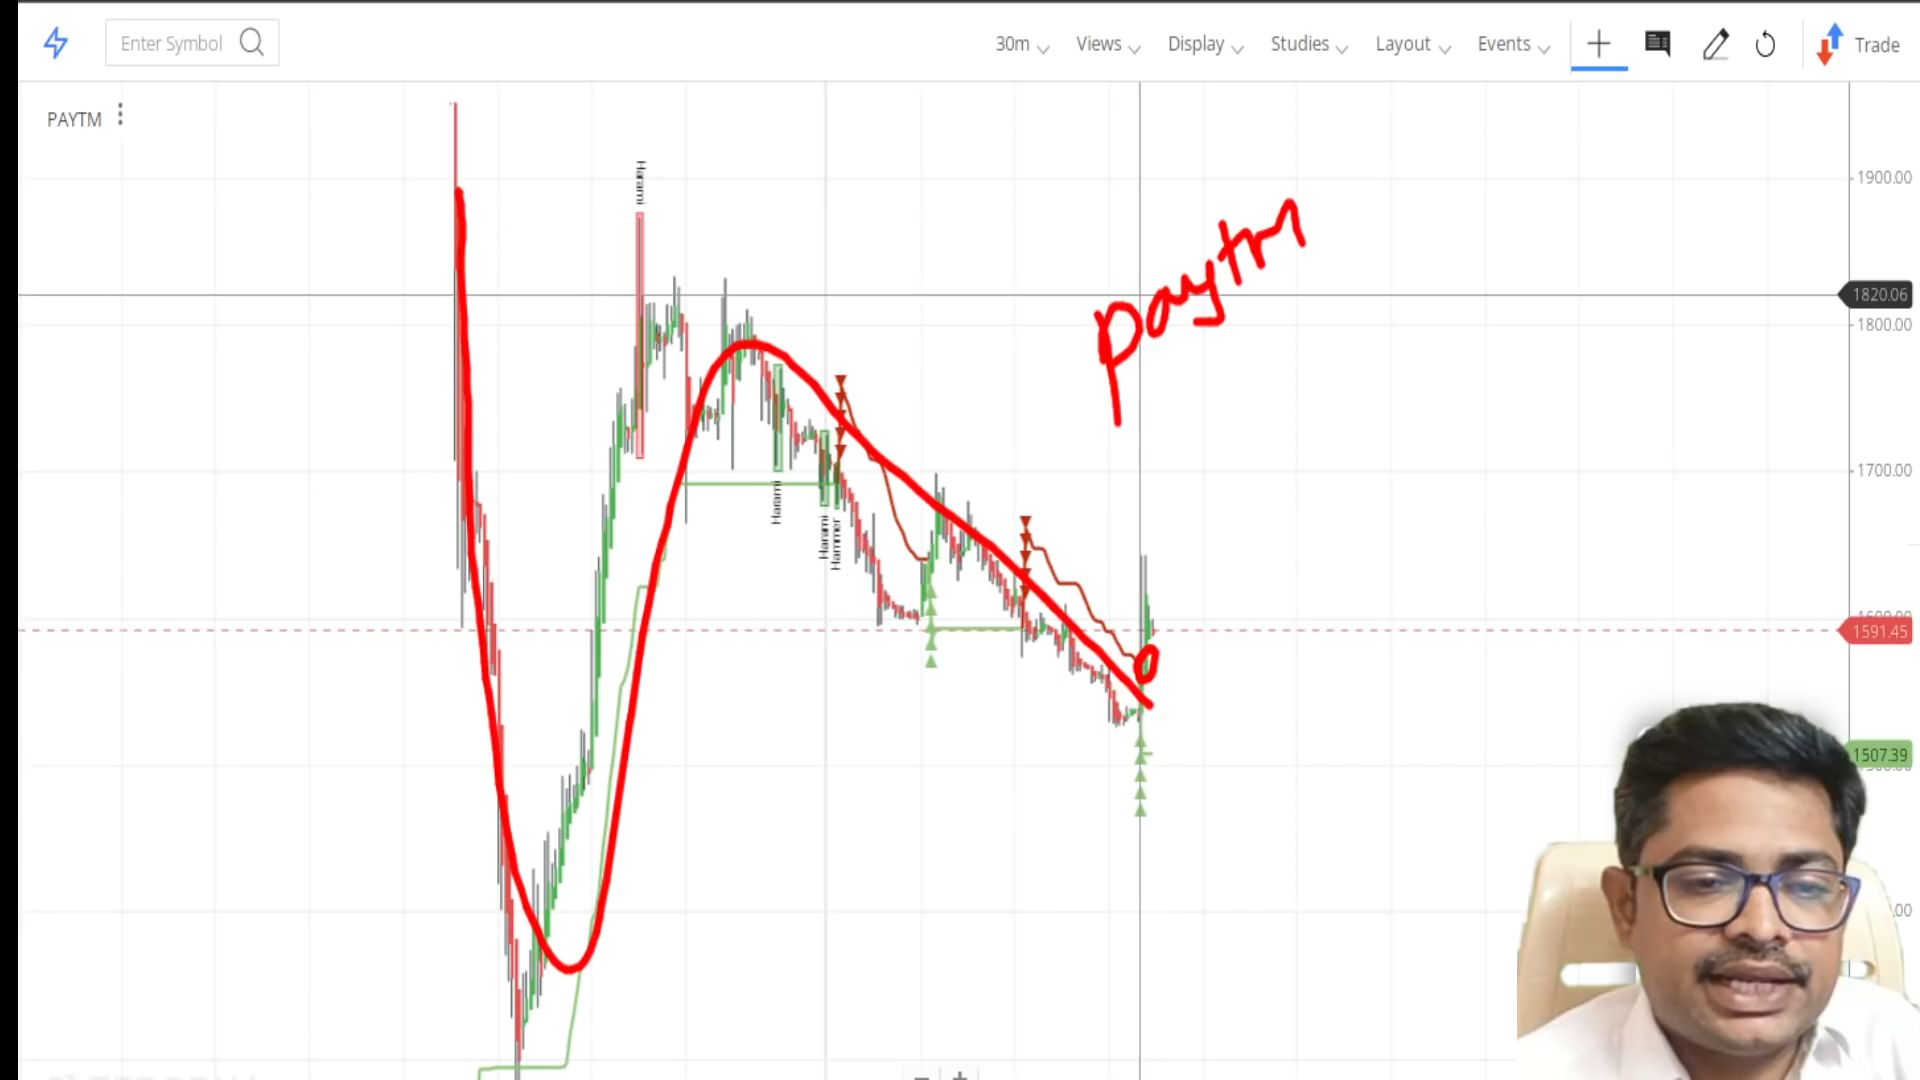 Enter Symbol
30m Views Display Studies Layout Events Trade
PAYTM
Harami
1900.00
paytm
1820.06
1800.00
1700.00
Harami
Harami
Hammer
1591.45
1507.39